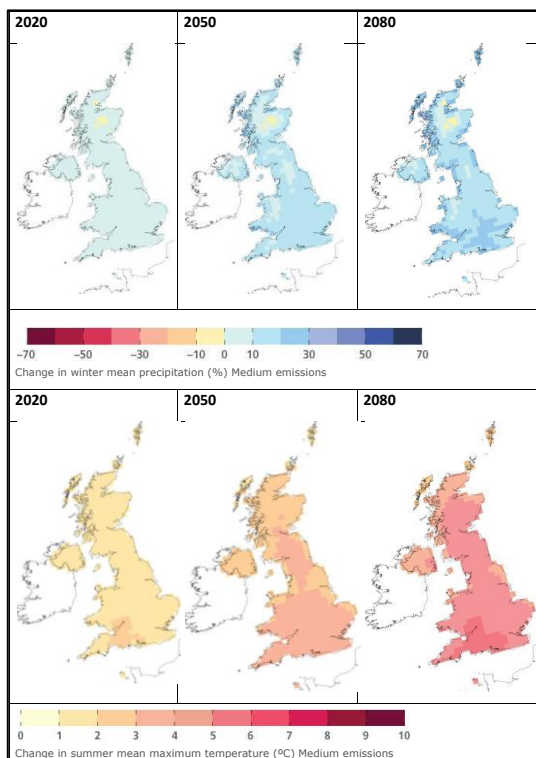 2020 2050 2080
−70 −50 −30 −10 0 10 30 50 70
Change in winter mean precipitation (%) Medium emissions
2020 2050 2080
0 1 2 3 4 5 6 7 8 9 10
Change in summer mean maximum temperature (ºC) Medium emissions